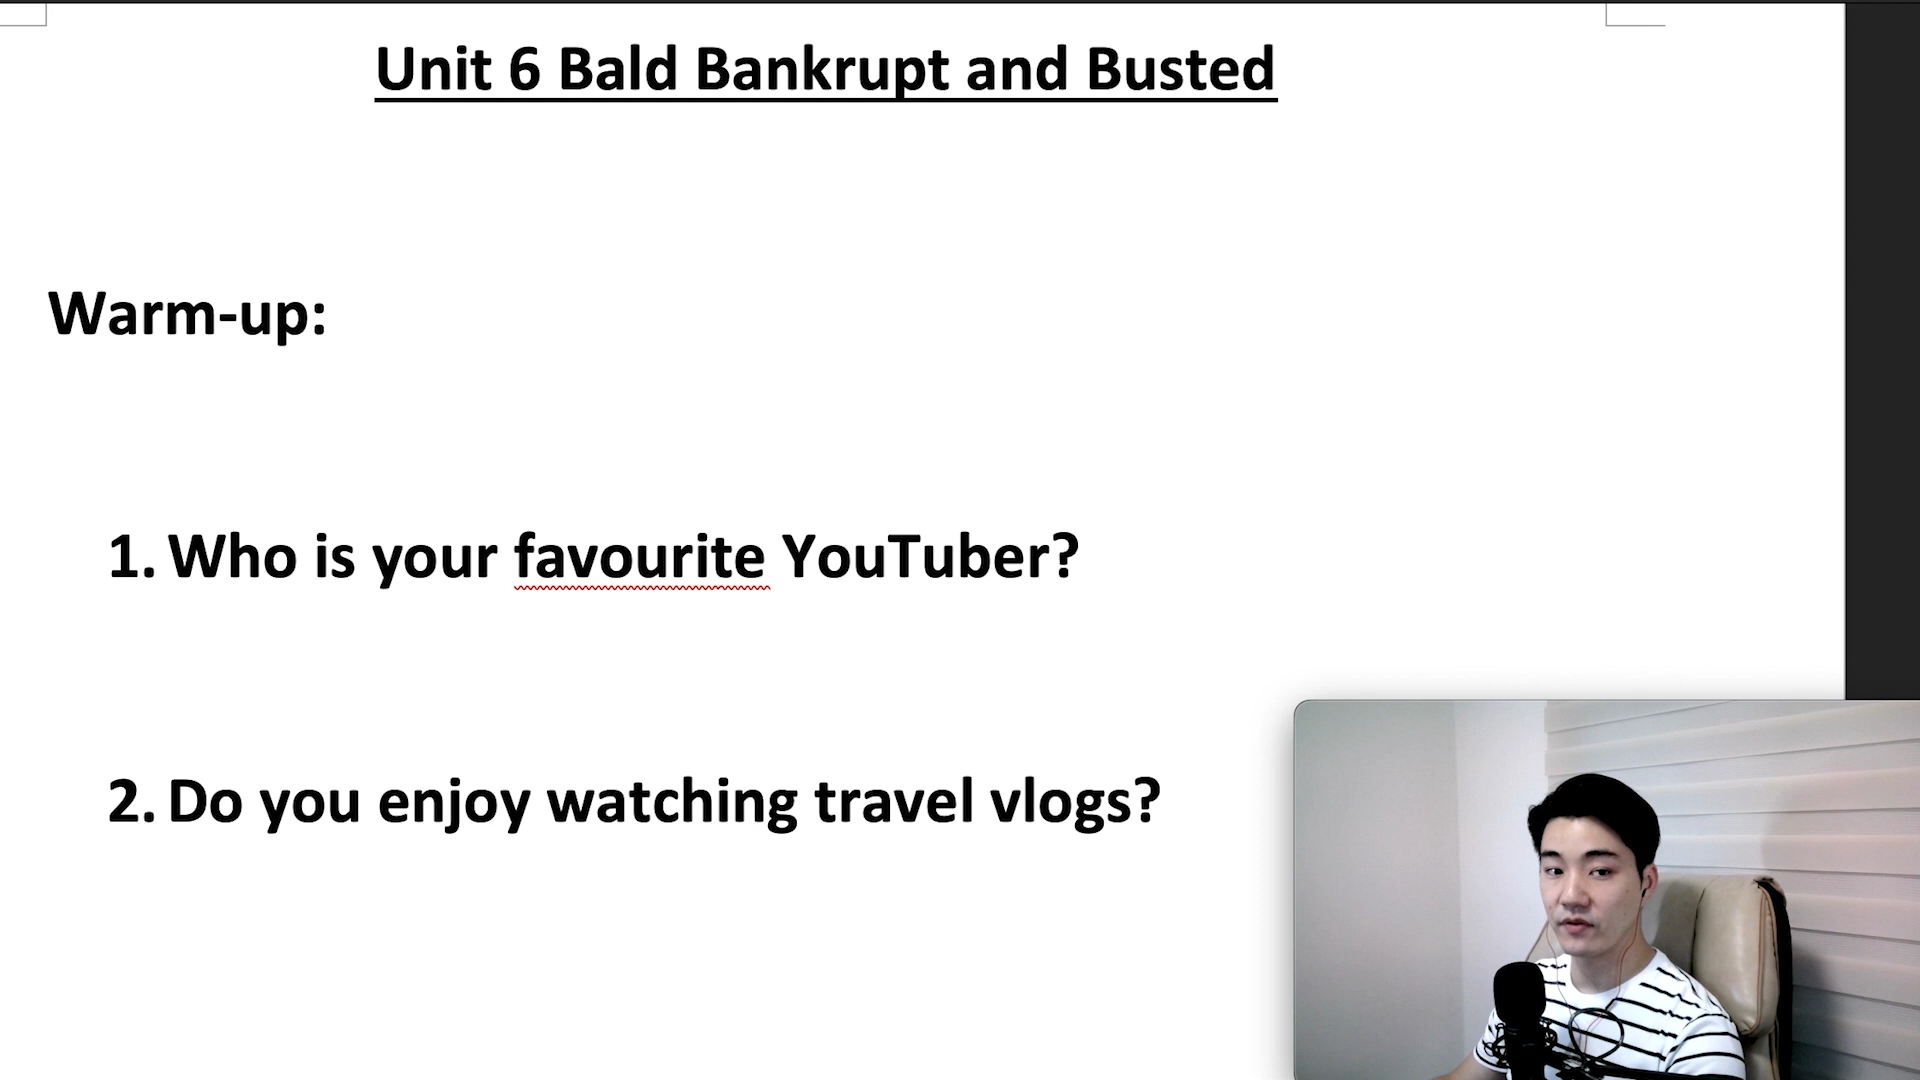 Unit 6 Bald Bankrupt and Busted
Warm-up:
1. Who is your favourite YouTuber?
2. Do you enjoy watching travel vlogs?